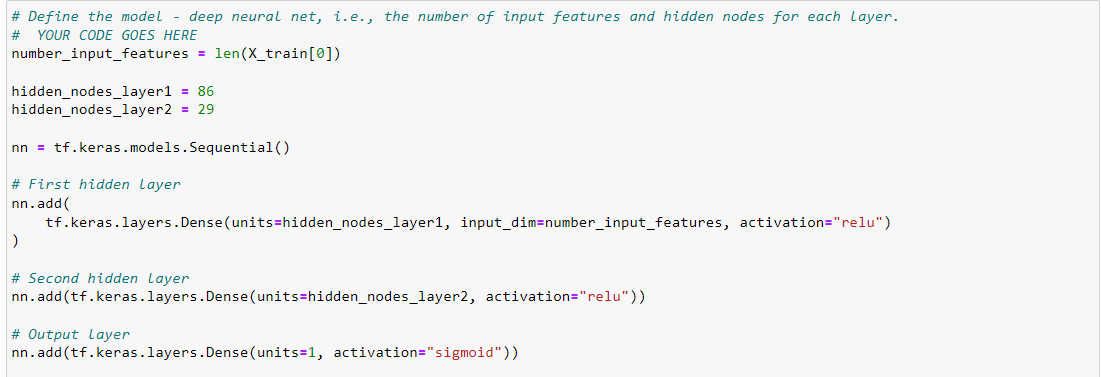 # Define the model - deep neural net, i.e., the number of input features and hidden nodes for each layer.
#  YOUR CODE GOES HERE
number_input_features = len(X_train[0])
hidden_nodes_layer1 = 86
hidden_nodes_layer2 = 29
nn = tf.keras.models.Sequential()
# First hidden layer
nn.add(
    tf.keras.layers.Dense(units=hidden_nodes_layer1, input_dim=number_input_features, activation="relu")
)
# Second hidden layer
nn.add(tf.keras.layers.Dense(units=hidden_nodes_layer2, activation="relu"))
# Output layer
nn.add(tf.keras.layers.Dense(units=1, activation="sigmoid"))